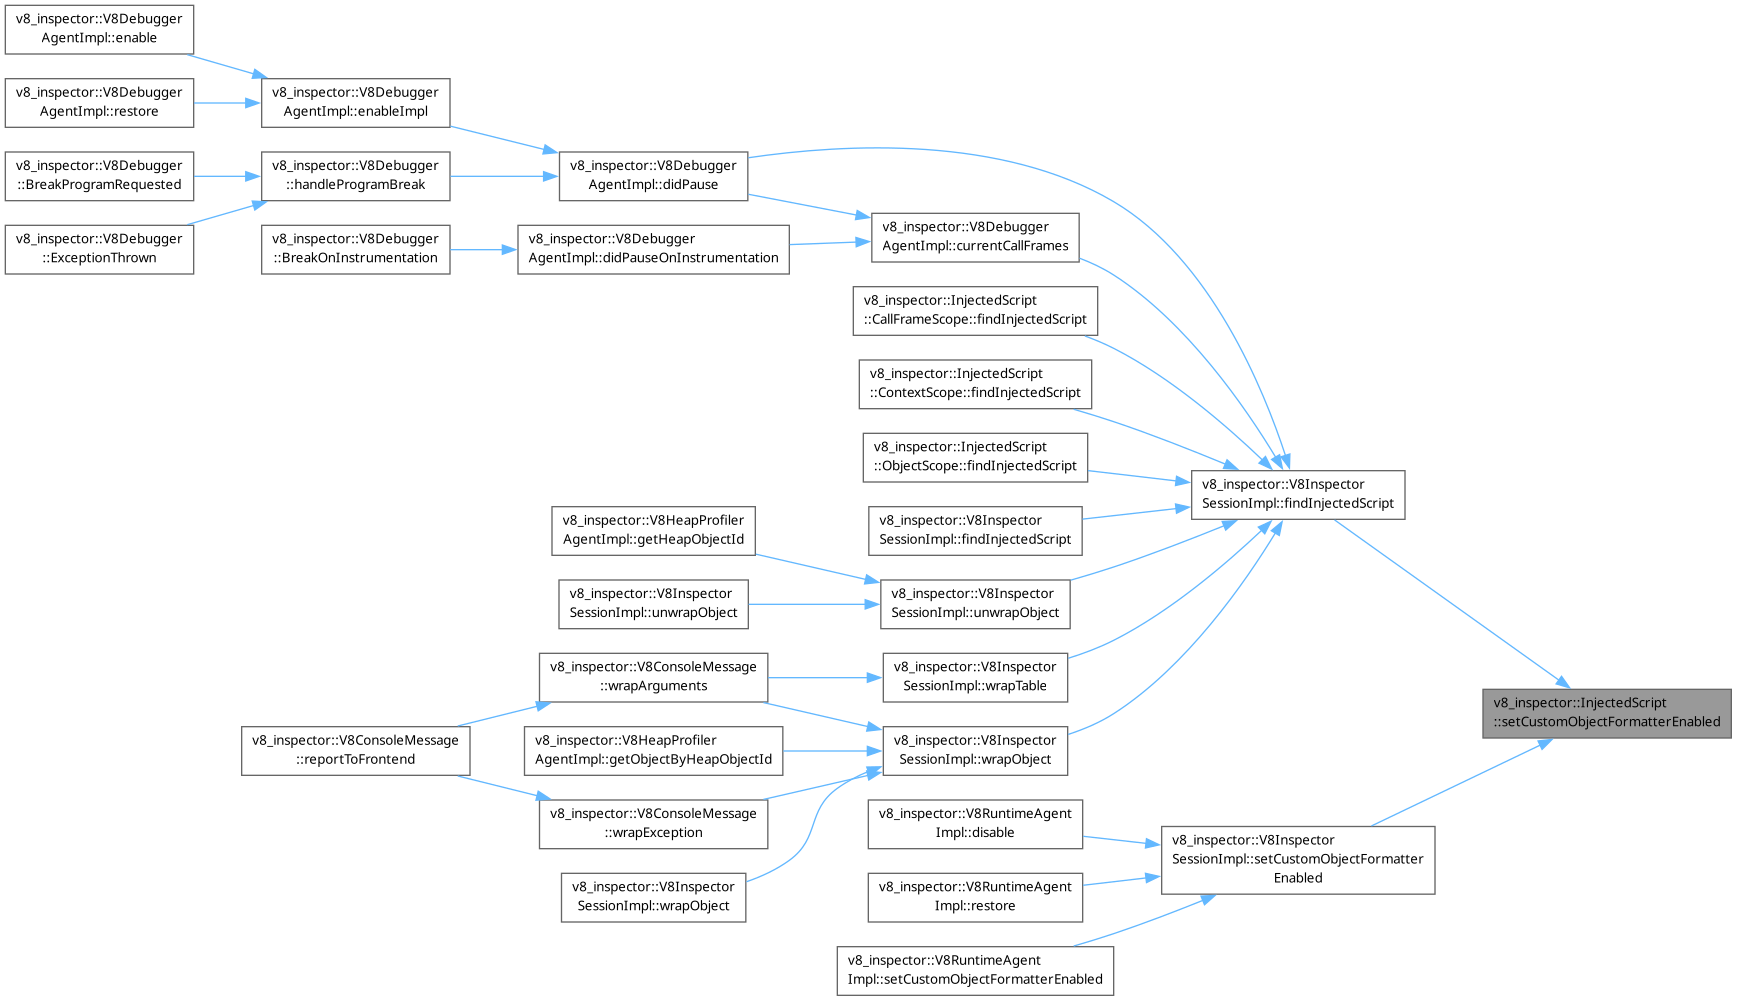 v8_inspector::V8Debugger
AgentImpl::enable
v8_inspector::V8Debugger
AgentImpl::restore
v8_inspector::V8Debugger
AgentImpl::enableImpl
v8_inspector::V8Debugger
::BreakProgramRequested
v8_inspector::V8Debugger
::handleProgramBreak
v8_inspector::V8Debugger
AgentImpl::didPause
v8_inspector::V8Debugger
::ExceptionThrown
v8_inspector::V8Debugger
::BreakOnInstrumentation
v8_inspector::V8Debugger
AgentImpl::didPauseOnInstrumentation
v8_inspector::V8Debugger
AgentImpl::currentCallFrames
v8_inspector::InjectedScript
::CallFrameScope::findInjectedScript
v8_inspector::InjectedScript
::ContextScope::findInjectedScript
v8_inspector::InjectedScript
::ObjectScope::findInjectedScript
v8_inspector::V8Inspector
SessionImpl::findInjectedScript
v8_inspector::V8HeapProfiler
AgentImpl::getHeapObjectId
v8_inspector::V8Inspector
SessionImpl::findInjectedScript
v8_inspector::V8Inspector
SessionImpl::unwrapObject
v8_inspector::V8Inspector
SessionImpl::unwrapObject
v8_inspector::V8ConsoleMessage
::wrapArguments
v8_inspector::V8Inspector
SessionImpl::wrapTable
v8_inspector::InjectedScript
::setCustomObjectFormatterEnabled
v8_inspector::V8ConsoleMessage
::reportToFrontend
v8_inspector::V8HeapProfiler
AgentImpl::getObjectByHeapObjectId
v8_inspector::V8Inspector
SessionImpl::wrapObject
v8_inspector::V8ConsoleMessage
::wrapException
v8_inspector::V8RuntimeAgent
Impl::disable
v8_inspector::V8Inspector
SessionImpl::setCustomObjectFormatter
Enabled
v8_inspector::V8Inspector
SessionImpl::wrapObject
v8_inspector::V8RuntimeAgent
Impl::restore
v8_inspector::V8RuntimeAgent
Impl::setCustomObjectFormatterEnabled